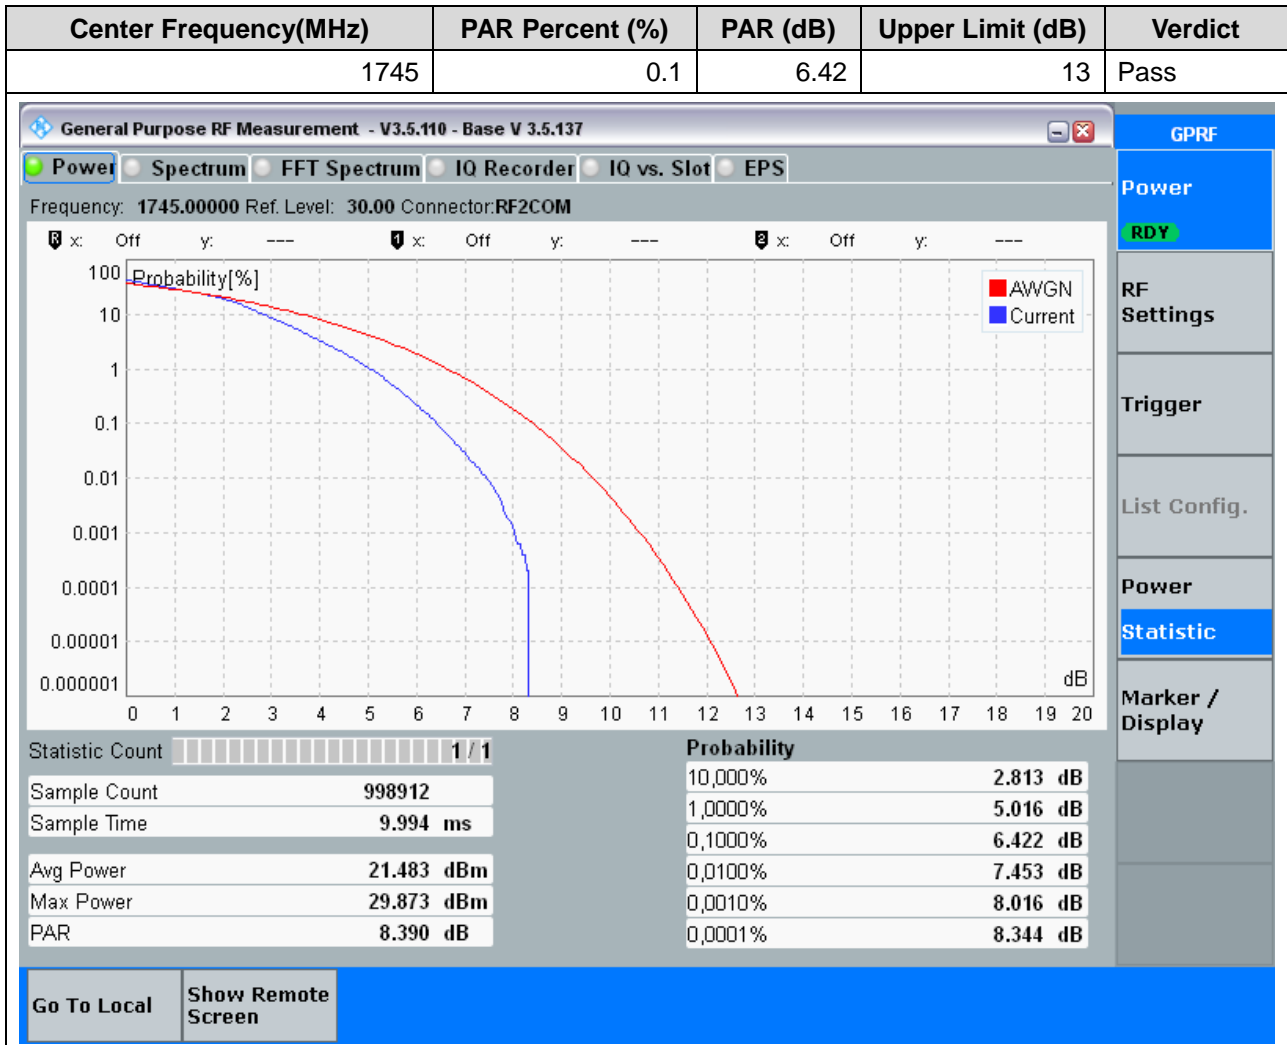 Center Frequency(MHz) PAR Percent (%) PAR (dB) Upper Limit (dB) Verdict
1745 0.1 6.42 13 Pass
General Purpose RF Measurement - V3.5.110 - Base V 3.5.137
GPRF
Power Spectrum FFT Spectrum IQ Recorder IQ vs. Slot EPS
Power
RDY
Frequency: 1745.00000 Ref. Level: 30.00 Connector:RF2COM
R x: Off y: --- 1 x: Off y: --- 2 x: Off y: ---
Probability[%]
AWGN
Current
100
10
1
0.1
0.01
0.001
0.0001
0.00001
0.000001
dB
0 1 2 3 4 5 6 7 8 9 10 11 12 13 14 15 16 17 18 19 20
RF
Settings
Trigger
List Config.
Power
Statistic
Marker /
Display
Statistic Count 1 / 1
Sample Count 998912
Sample Time 9.994 ms
Avg Power 21.483 dBm
Max Power 29.873 dBm
PAR 8.390 dB
Probability
10,000% 2.813 dB
1,0000% 5.016 dB
0,1000% 6.422 dB
0,0100% 7.453 dB
0,0010% 8.016 dB
0,0001% 8.344 dB
Go To Local
Show Remote
Screen